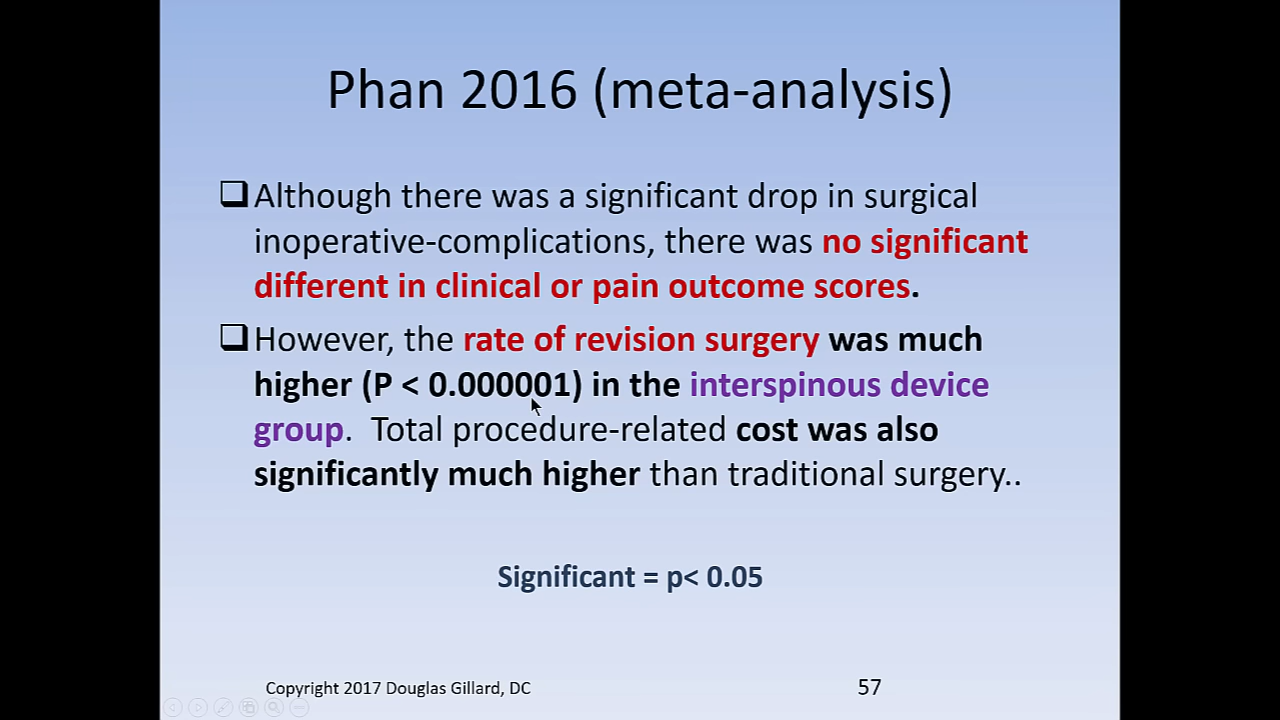 Phan 2016 (meta-analysis)
Although there was a significant drop in surgical
inoperative-complications, there was no significant
different in clinical or pain outcome scores.
However, the rate of revision surgery was much
higher (P < 0.000001) in the interspinous device
group. Total procedure-related cost was also
significantly much higher than traditional surgery..
Significant = p< 0.05
Copyright 2017 Douglas Gillard, DC
57